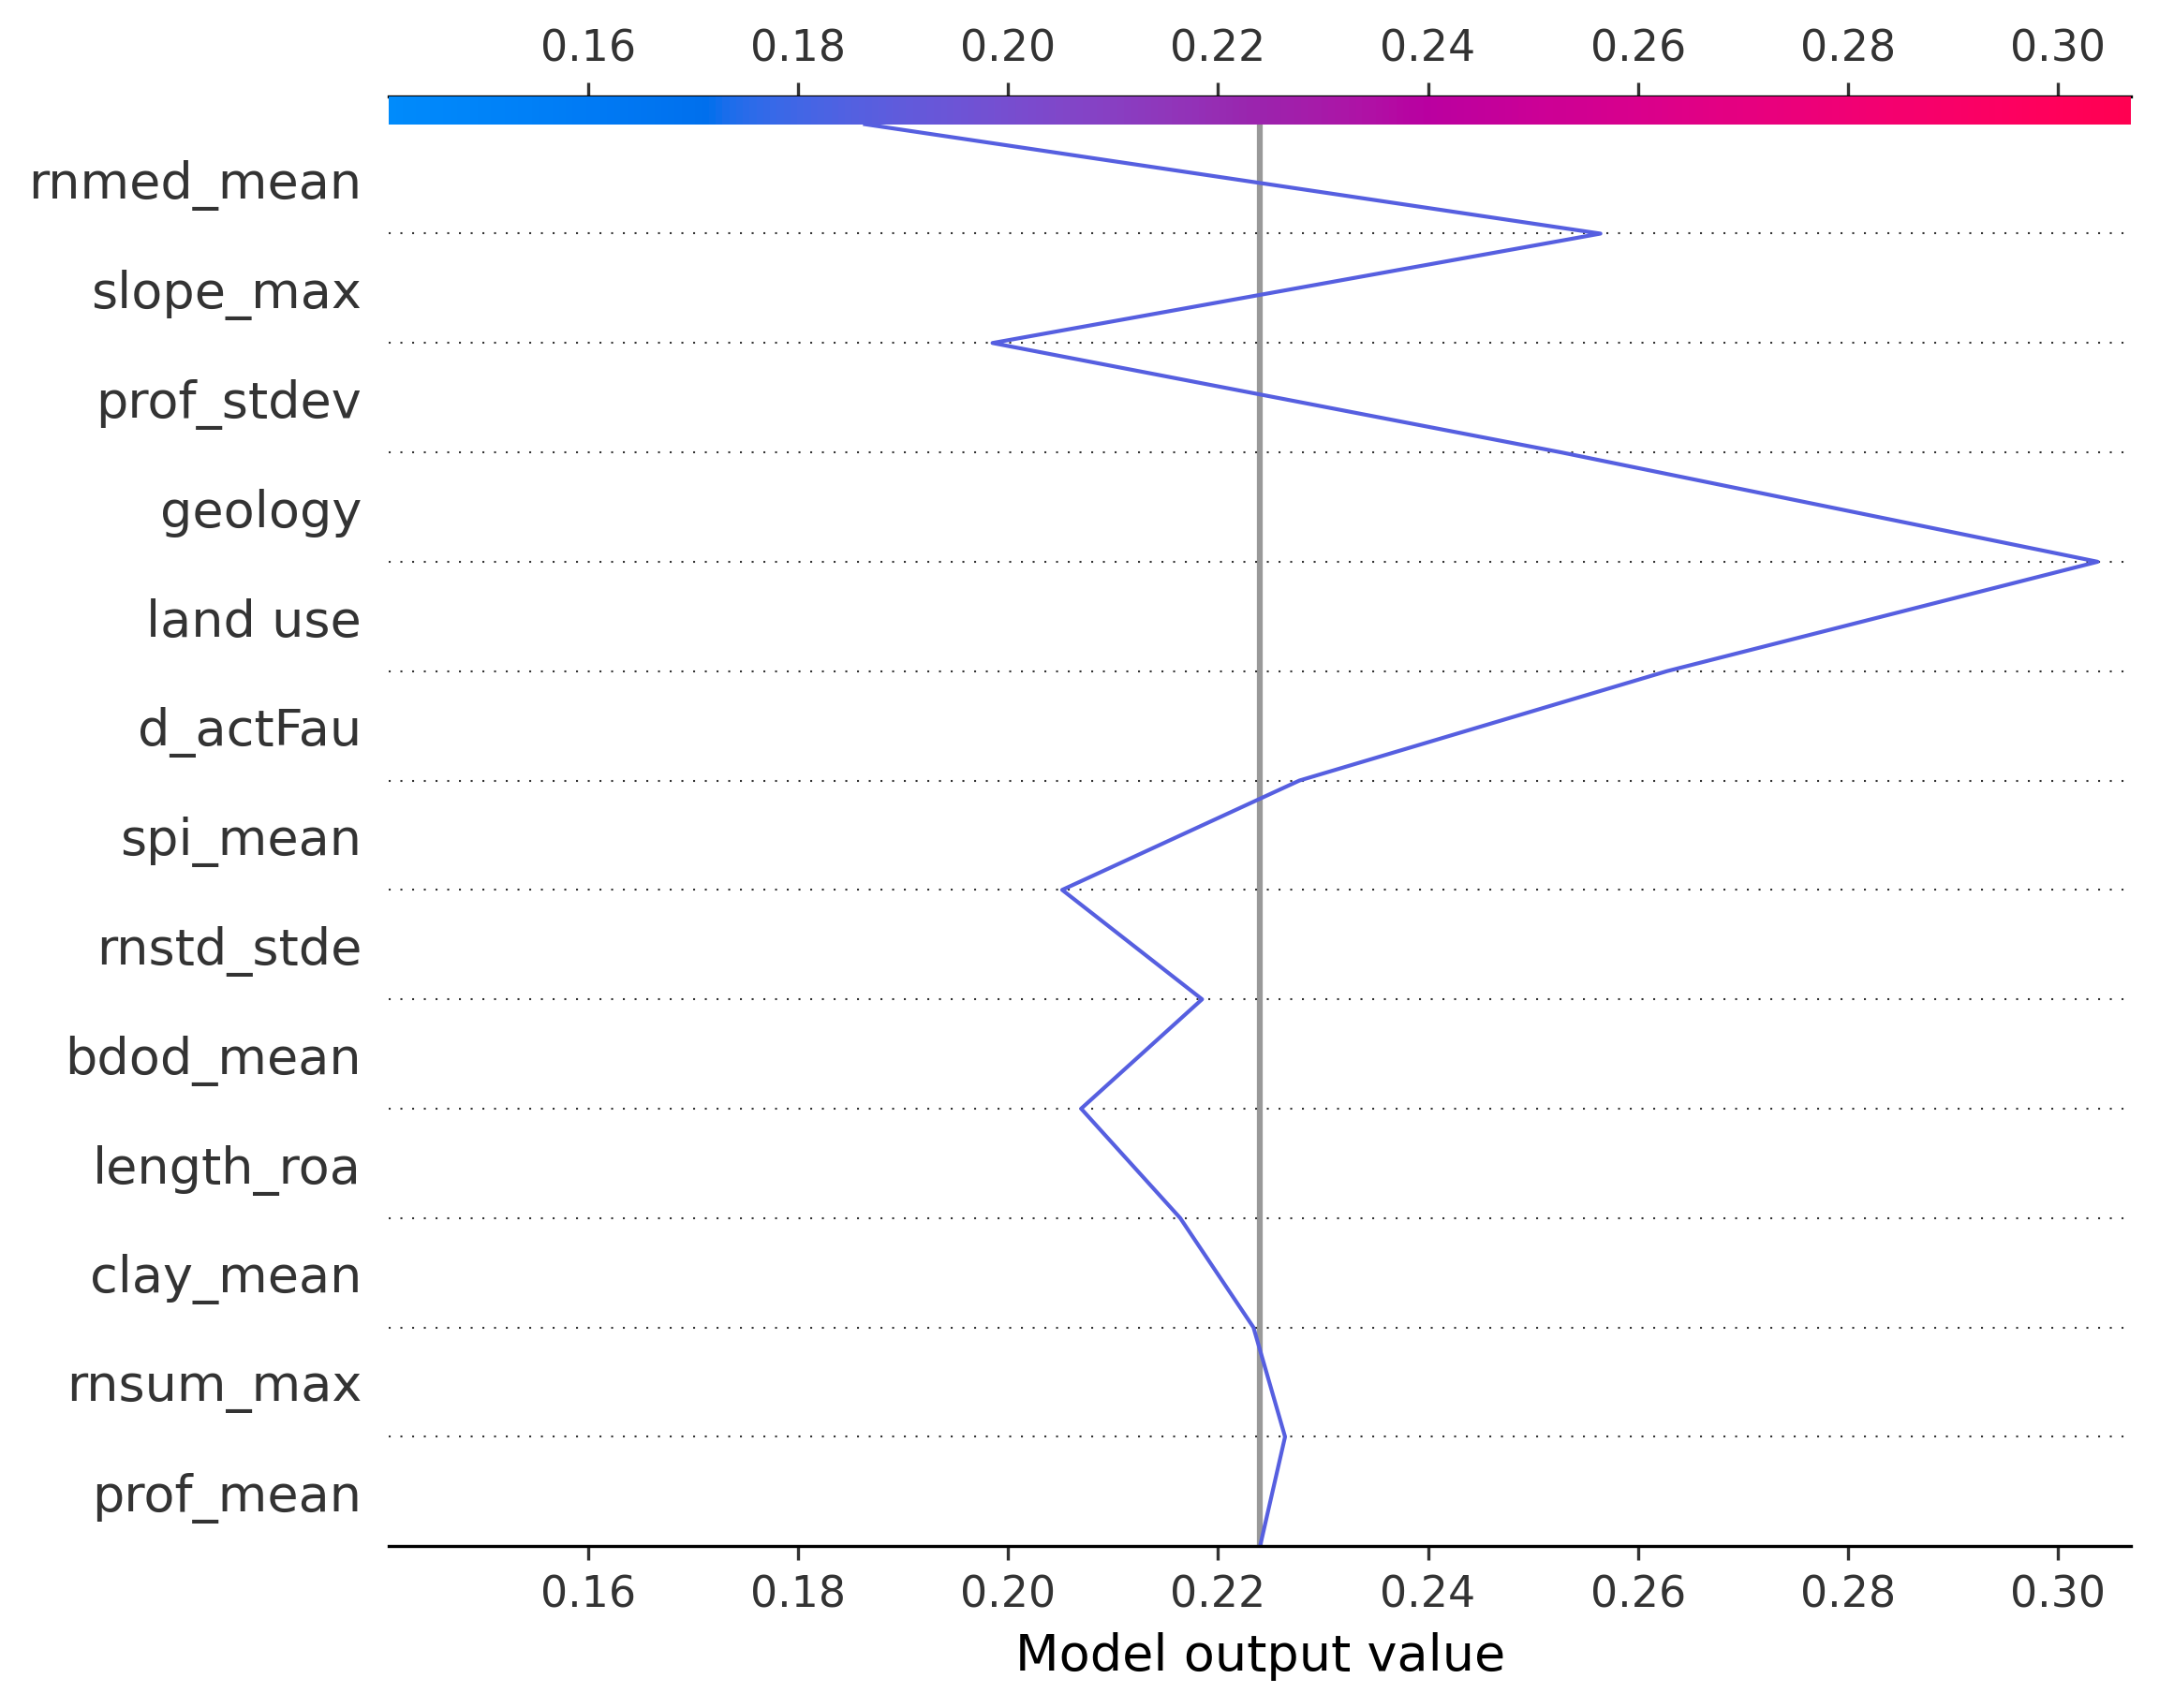 0.16 0.18 0.20 0.22 0.24 0.26 0.28 0.30
rnmed_mean
slope_max
prof_stdev
geology
land use
d_actFau
spi_mean
rnstd_stde
bdod_mean
length_roa
clay_mean
rnsum_max
prof_mean
0.16 0.18 0.20 0.22 0.24 0.26 0.28 0.30
Model output value